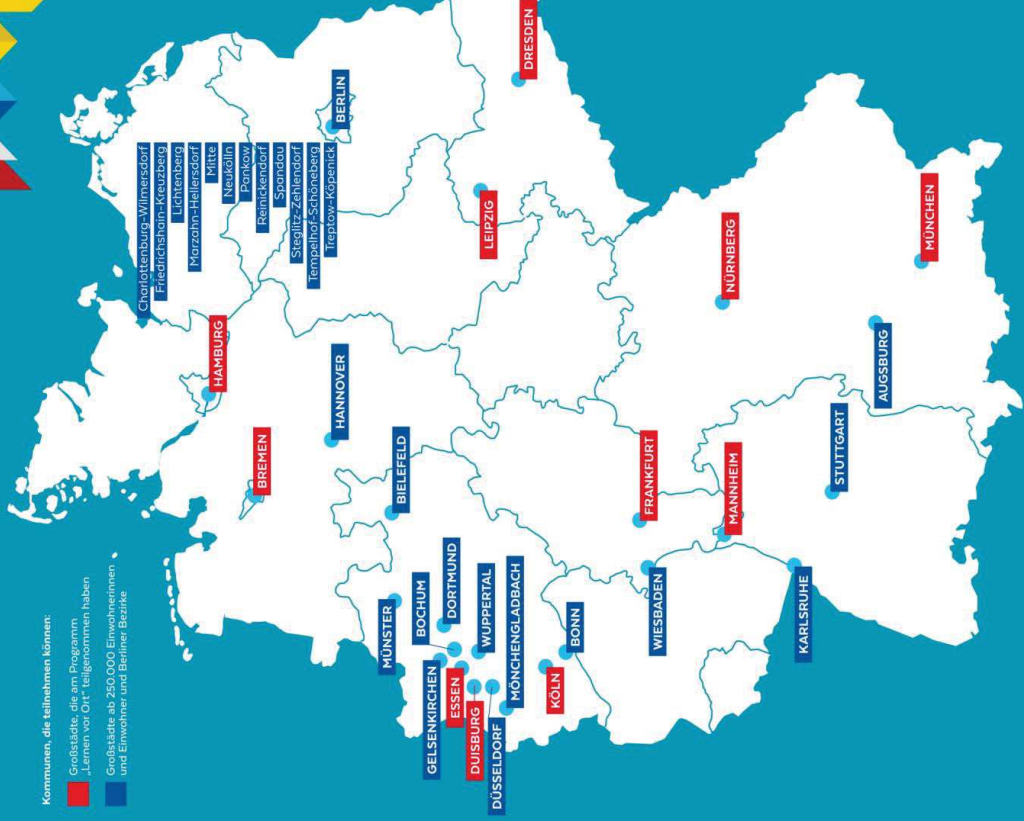 Kommunen, die teilnehmen können:
Großstädte, die am Programm
„Lernen vor Ort" teilgenommen haben
Großstädte ab 250.000 Einwohnerinnen
und Einwohner und Berliner Bezirke
Charlottenburg-Wilmersdorf
Friedrichshain-Kreuzberg
Lichtenberg
Marzahn-Hellersdorf
Mitte
Neukölln
Pankow
Reinickendorf
Spandau
Steglitz-Zehlendorf
Tempelhof-Schöneberg
Treptow-Köpenick
BERLIN
HAMBURG
BREMEN
HANNOVER
BIELEFELD
MÜNSTER
BOCHUM
DORTMUND
GELSENKIRCHEN
ESSEN
WUPPERTAL
DUISBURG
DÜSSELDORF
MÖNCHENGLADBACH
KÖLN
BONN
LEIPZIG
DRESDEN
FRANKFURT
WIESBADEN
MANNHEIM
NÜRNBERG
KARLSRUHE
STUTTGART
AUGSBURG
MÜNCHEN